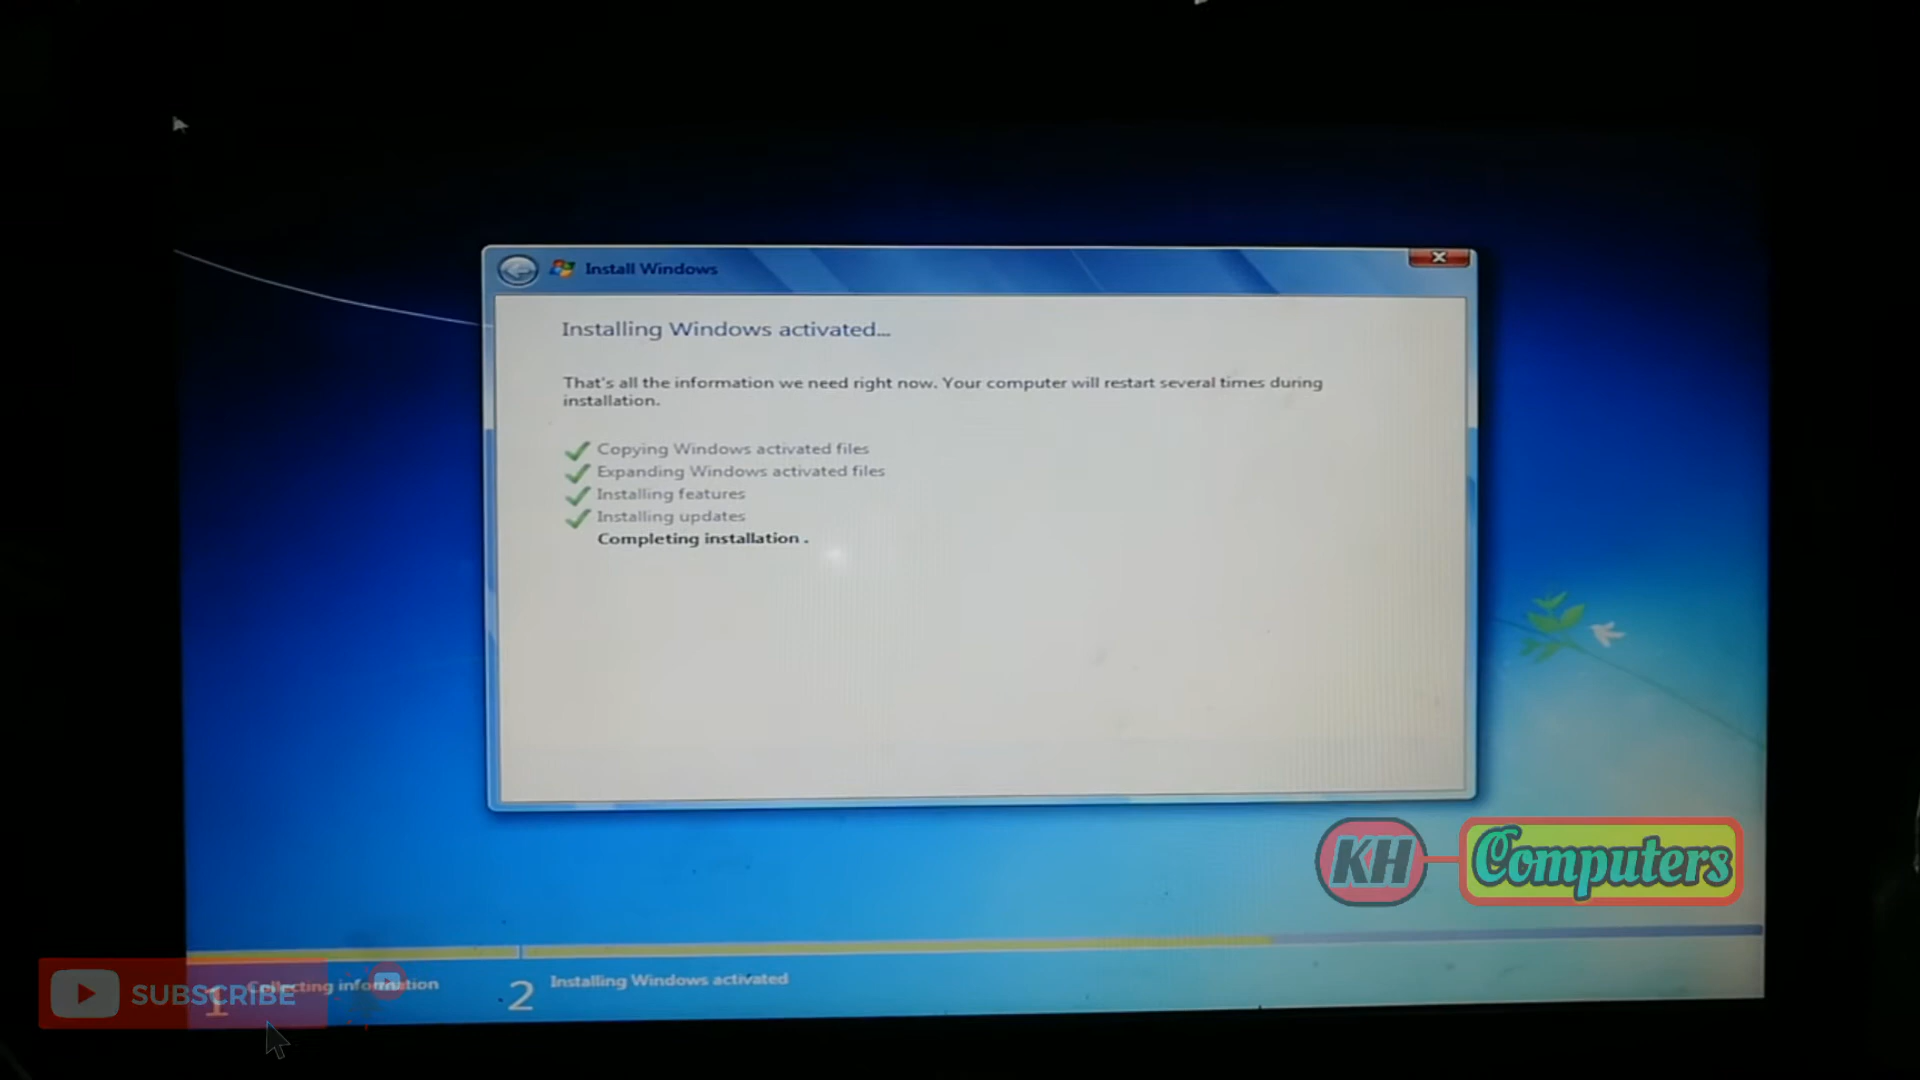 Install Windows
Installing Windows activated...
That's all the information we need right now. Your computer will restart several times during
installation.
Copying Windows activated files
Expanding Windows activated files
Installing features
Installing updates
Completing installation .
KH Computers
1 Collecting information
2 Installing Windows activated
SUBSCRIBE